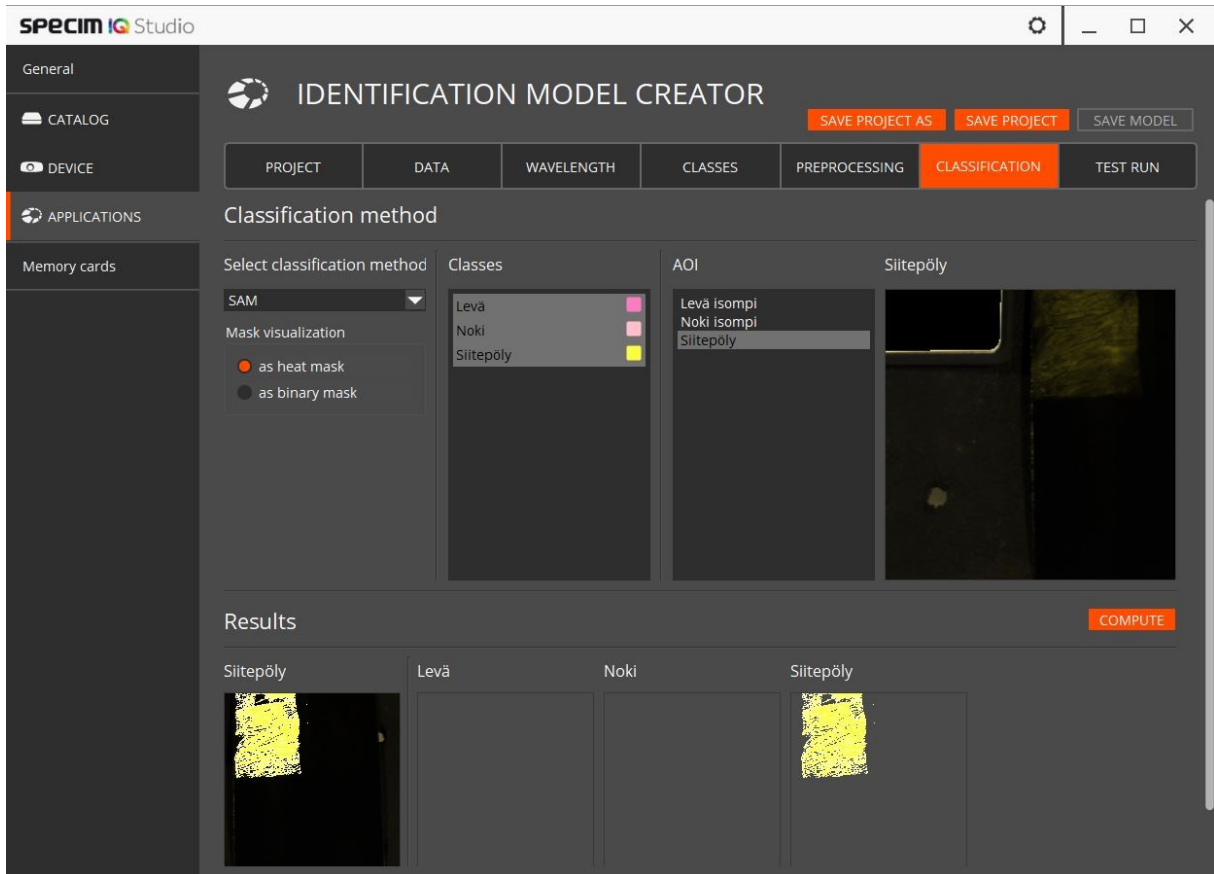 SPECIM IQ Studio
General
CATALOG
DEVICE
APPLICATIONS
Memory cards
IDENTIFICATION MODEL CREATOR
SAVE PROJECT AS
SAVE PROJECT
SAVE MODEL
PROJECT
DATA
WAVELENGTH
CLASSES
PREPROCESSING
CLASSIFICATION
TEST RUN
Classification method
Select classification method
SAM
Mask visualization
as heat mask
as binary mask
Classes
Levä
Noki
Siitepöly
AOI
Levä isompi
Noki isompi
Siitepöly
Siitepöly
Results
COMPUTE
Siitepöly
Levä
Noki
Siitepöly